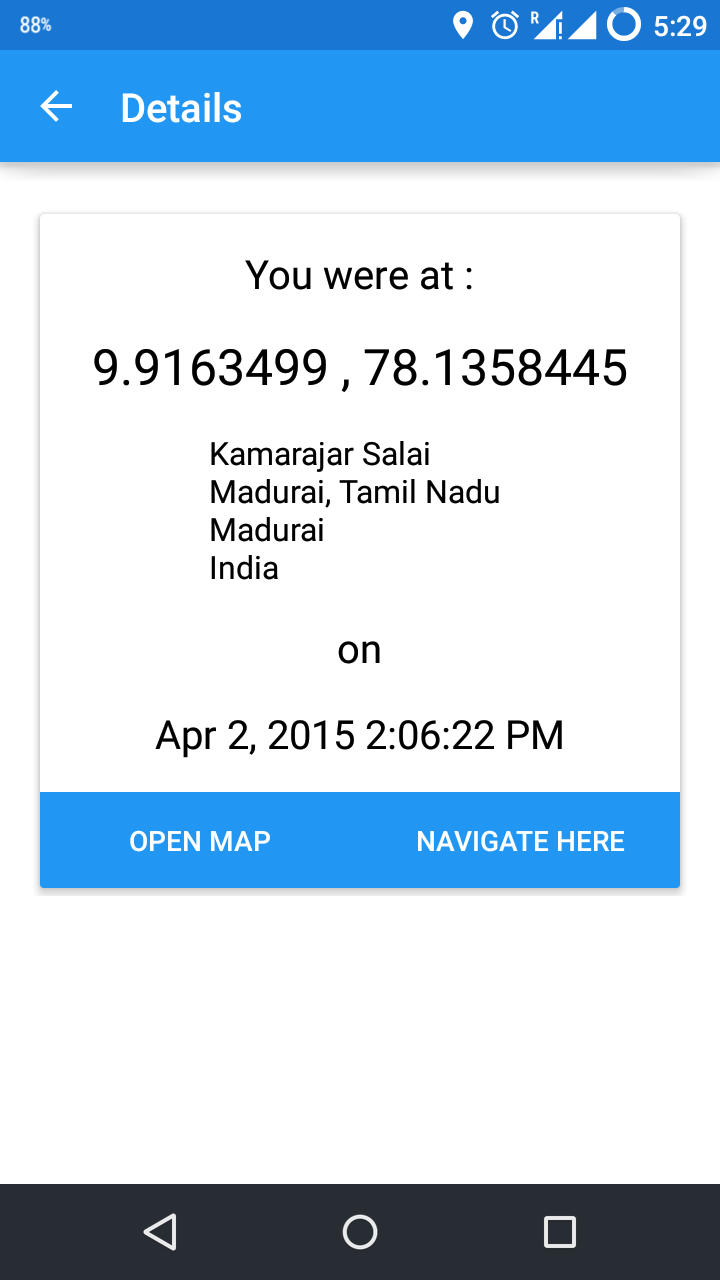 88%
R
5:29
Details
You were at :
9.9163499 , 78.1358445
Kamarajar Salai
Madurai, Tamil Nadu
Madurai
India
on
Apr 2, 2015 2:06:22 PM
OPEN MAP
NAVIGATE HERE